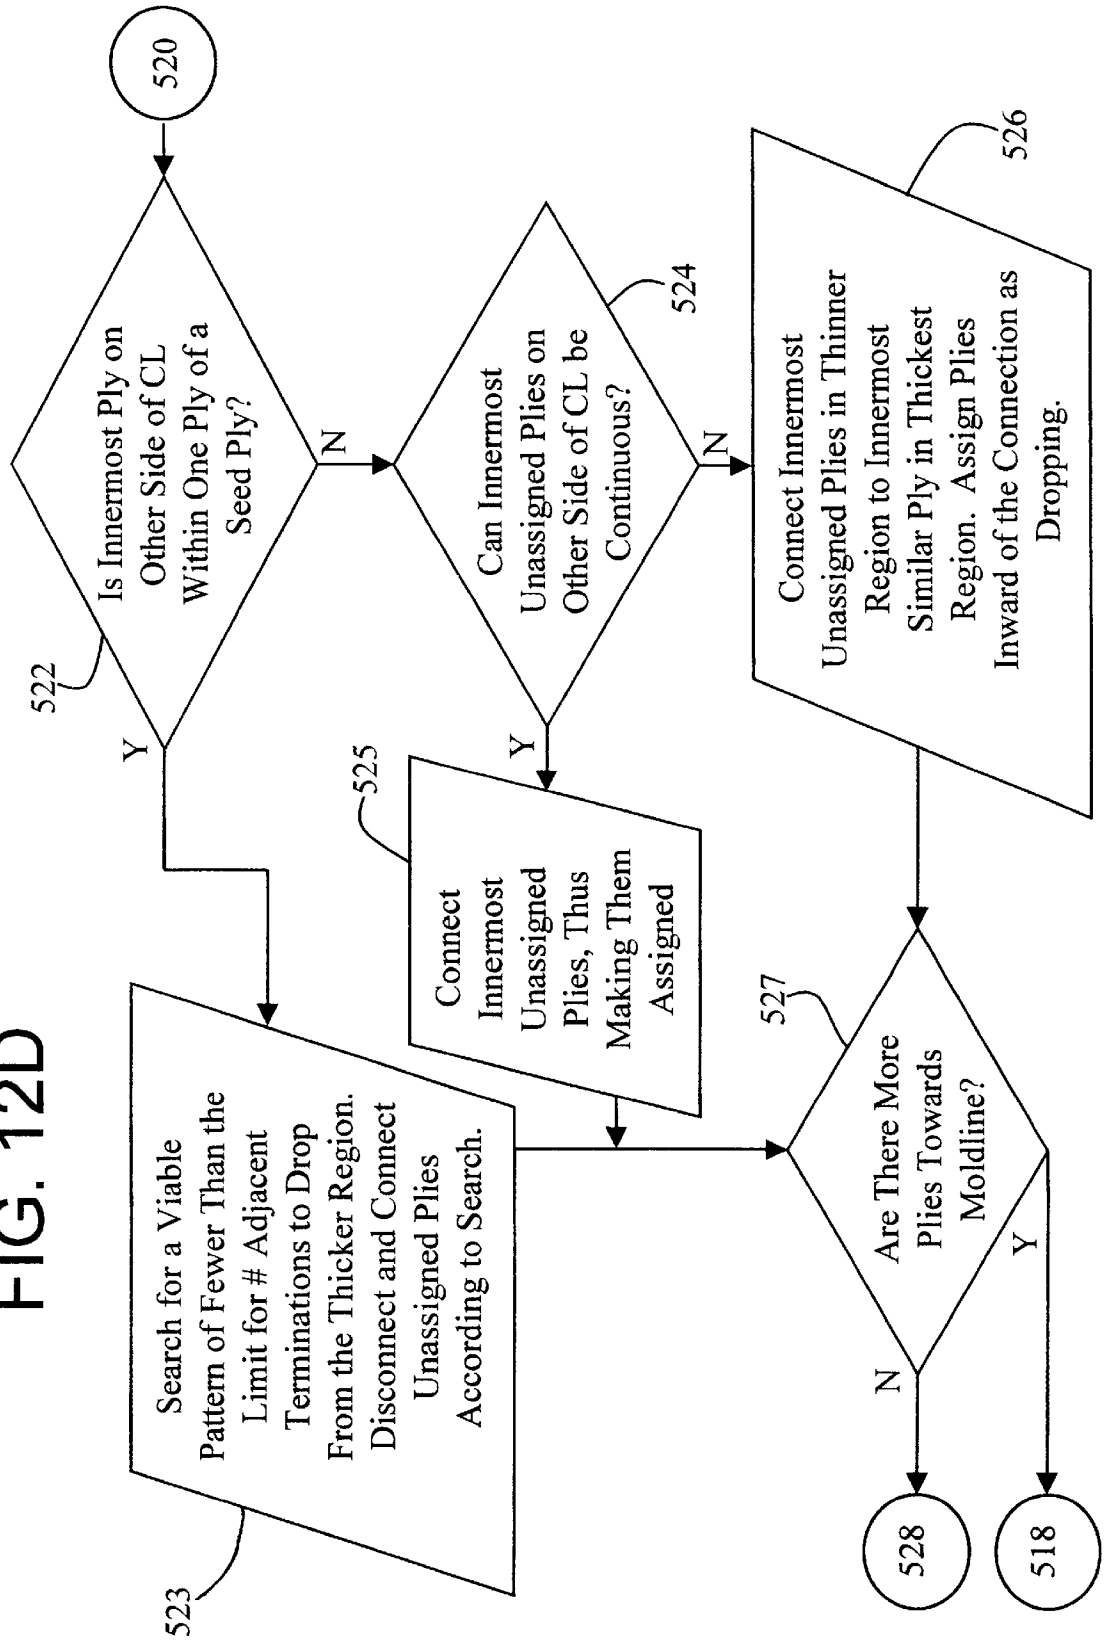 FIG. 12D
520
522
Is Innermost Ply on
Other Side of CL
Within One Ply of a
Seed Ply?
Y
N
523
Search for a Viable
Pattern of Fewer Than the
Limit for # Adjacent
Terminations to Drop
From the Thicker Region.
Disconnect and Connect
Unassigned Plies
According to Search.
524
Can Innermost
Unassigned Plies on
Other Side of CL be
Continuous?
Y
N
525
Connect
Innermost
Unassigned
Plies, Thus
Making Them
Assigned
526
Connect Innermost
Unassigned Plies in Thinner
Region to Innermost
Similar Ply in Thickest
Region. Assign Plies
Inward of the Connection as
Dropping.
527
Are There More
Plies Towards
Moldline?
N
Y
528
518